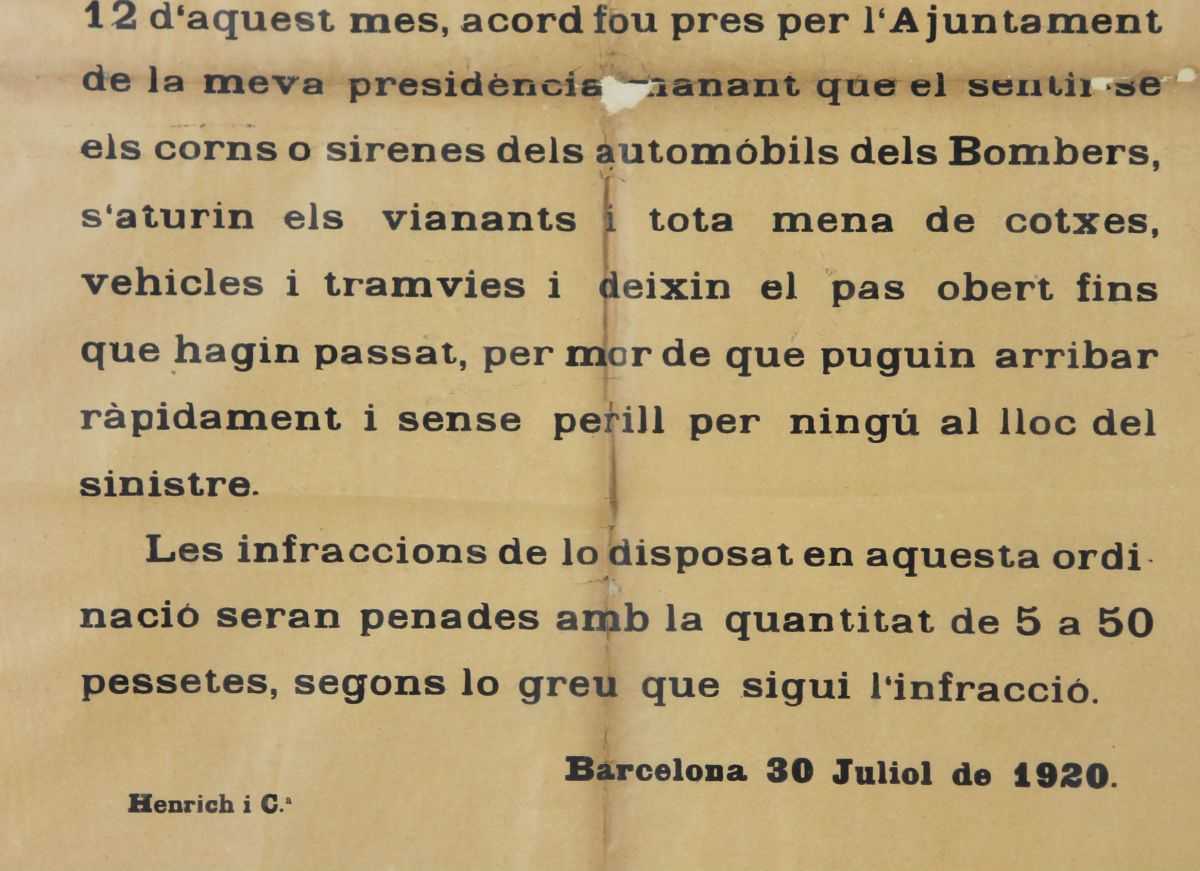 12 d‘aquest mes, acord fou pres per l‘Ajuntament
de la meva presidència manant que el sentir-se
els corns o sirenes dels automóbils dels Bombers,
s‘aturin els vianants i tota mena de cotxes,
vehicles i tramvies i deixin el pas obert fins
que hagin passat, per mor de que puguin arribar
ràpidament i sense perill per ningú al lloc del
sinistre.
Les infraccions de lo disposat en aquesta ordi-
nació seran penades amb la quantitat de 5 a 50
pessetes, segons lo greu que sigui l‘infracció.
Barcelona 30 Juliol de 1920.
Henrich i C.ª